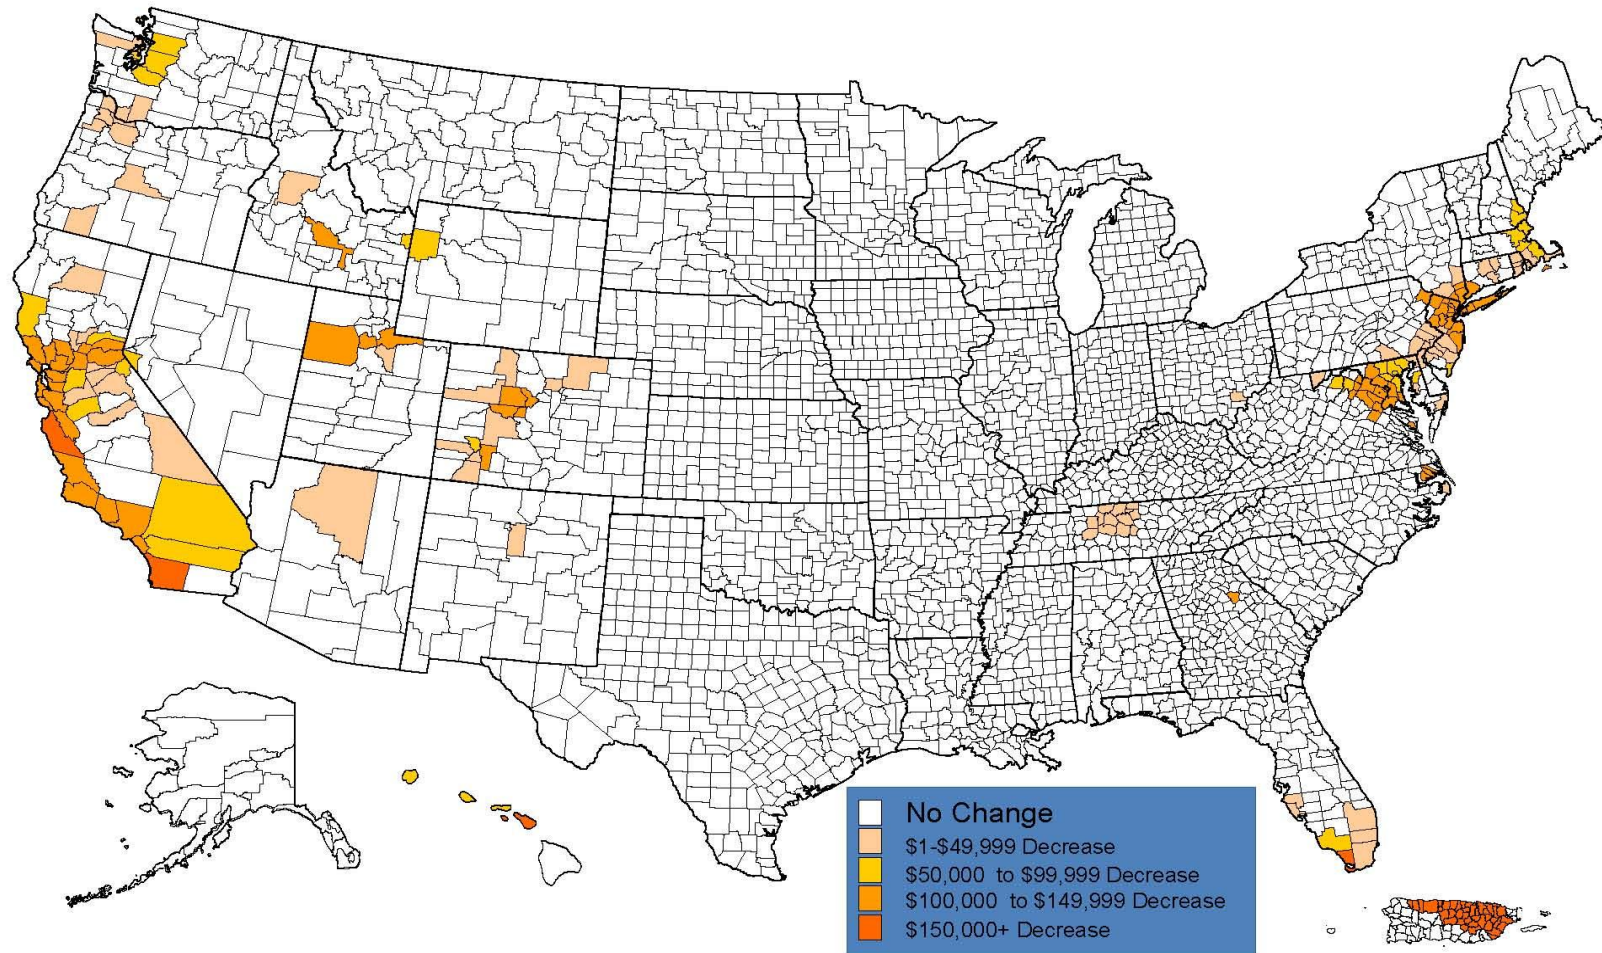 No Change
$1-$49,999 Decrease
$50,000 to $99,999 Decrease
$100,000 to $149,999 Decrease
$150,000+ Decrease